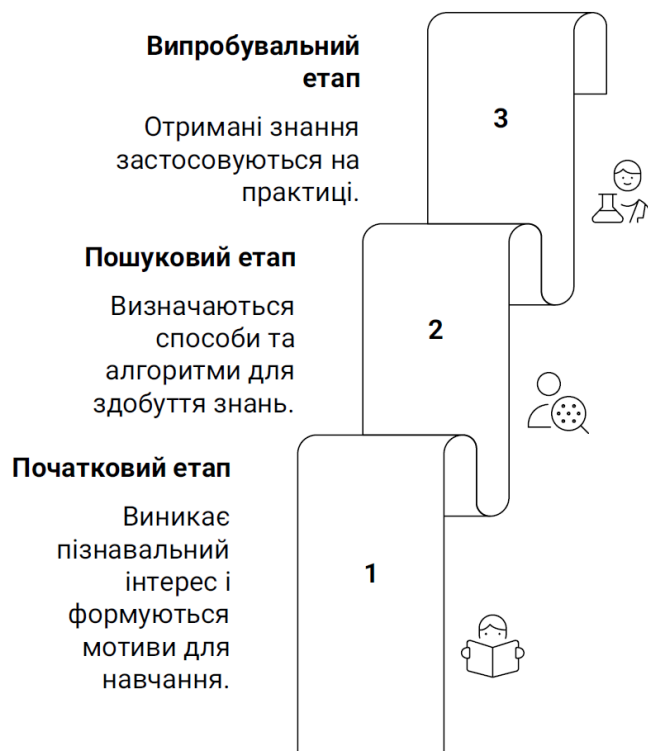 Випробувальний
етап
Отримані знання
застосовуються на
практиці.
3
Пошуковий етап
Визначаються
способи та
алгоритми для
здобуття знань.
2
Початковий етап
Виникає
пізнавальний
інтерес і
формуються
мотиви для
навчання.
1